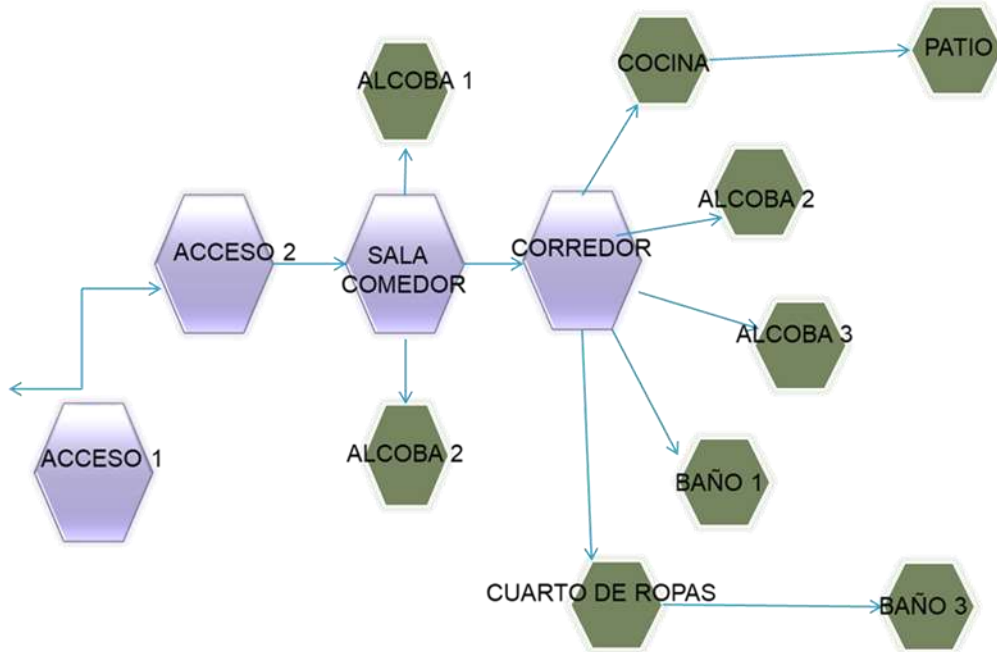 PATIO
COCINA
ALCOBA 1
ALCOBA 2
ACCESO 2
SALA
COMEDOR
CORREDOR
ALCOBA 3
ACCESO 1
ALCOBA 2
BAÑO 1
CUARTO DE ROPAS
BAÑO 3